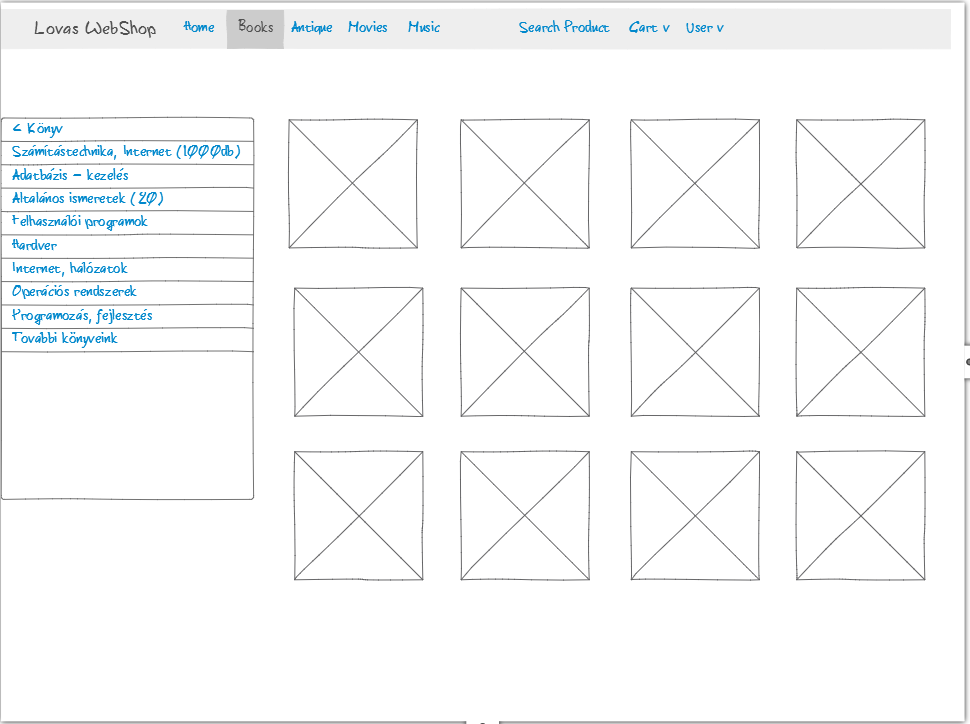 Lovas WebShop Home Books Antique Movies Music Search Product Cart v User v
< Könyv
Számítástechnika, Internet (1000db)
Adatbázis - kezelés
Általános ismeretek (20)
Felhasználói programok
Hardver
Internet, hálózatok
Operációs rendszerek
Programozás, fejlesztés
További könyveink